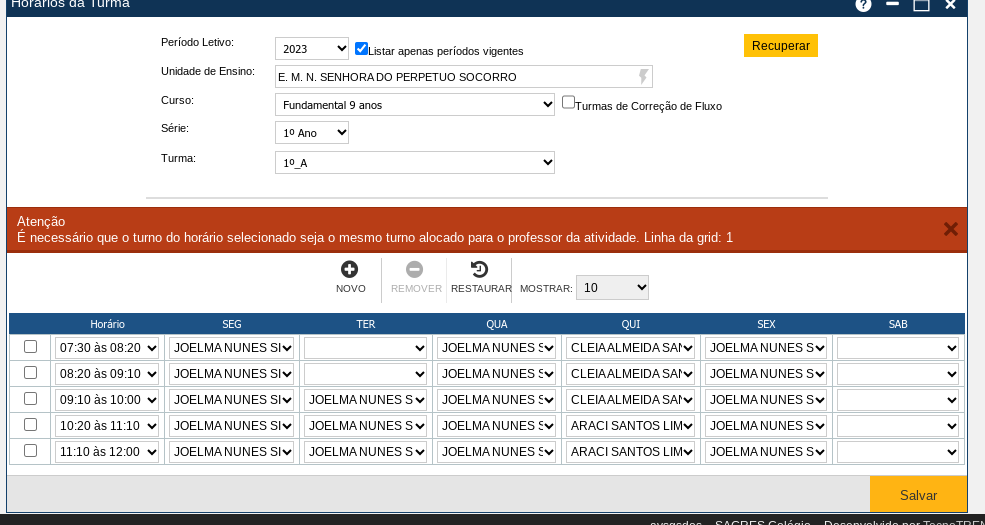 Horários da Turma
Período Letivo: 2023 Listar apenas períodos vigentes Recuperar
Unidade de Ensino: E. M. N. SENHORA DO PERPETUO SOCORRO
Curso: Fundamental 9 anos Turmas de Correção de Fluxo
Série: 1º Ano
Turma: 1º_A
Atenção
É necessário que o turno do horário selecionado seja o mesmo turno alocado para o professor da atividade. Linha da grid: 1
NOVO REMOVER RESTAURAR MOSTRAR: 10
Horário SEG TER QUA QUI SEX SAB
07:30 às 08:20 JOELMA NUNES SI JOELMA NUNES S CLEIA ALMEIDA SAN JOELMA NUNES S
08:20 às 09:10 JOELMA NUNES SI JOELMA NUNES S CLEIA ALMEIDA SAN JOELMA NUNES S
09:10 às 10:00 JOELMA NUNES SI JOELMA NUNES S JOELMA NUNES S CLEIA ALMEIDA SAN JOELMA NUNES S
10:20 às 11:10 JOELMA NUNES SI JOELMA NUNES S JOELMA NUNES S ARACI SANTOS LIM JOELMA NUNES S
11:10 às 12:00 JOELMA NUNES SI JOELMA NUNES S JOELMA NUNES S ARACI SANTOS LIM JOELMA NUNES S
Salvar